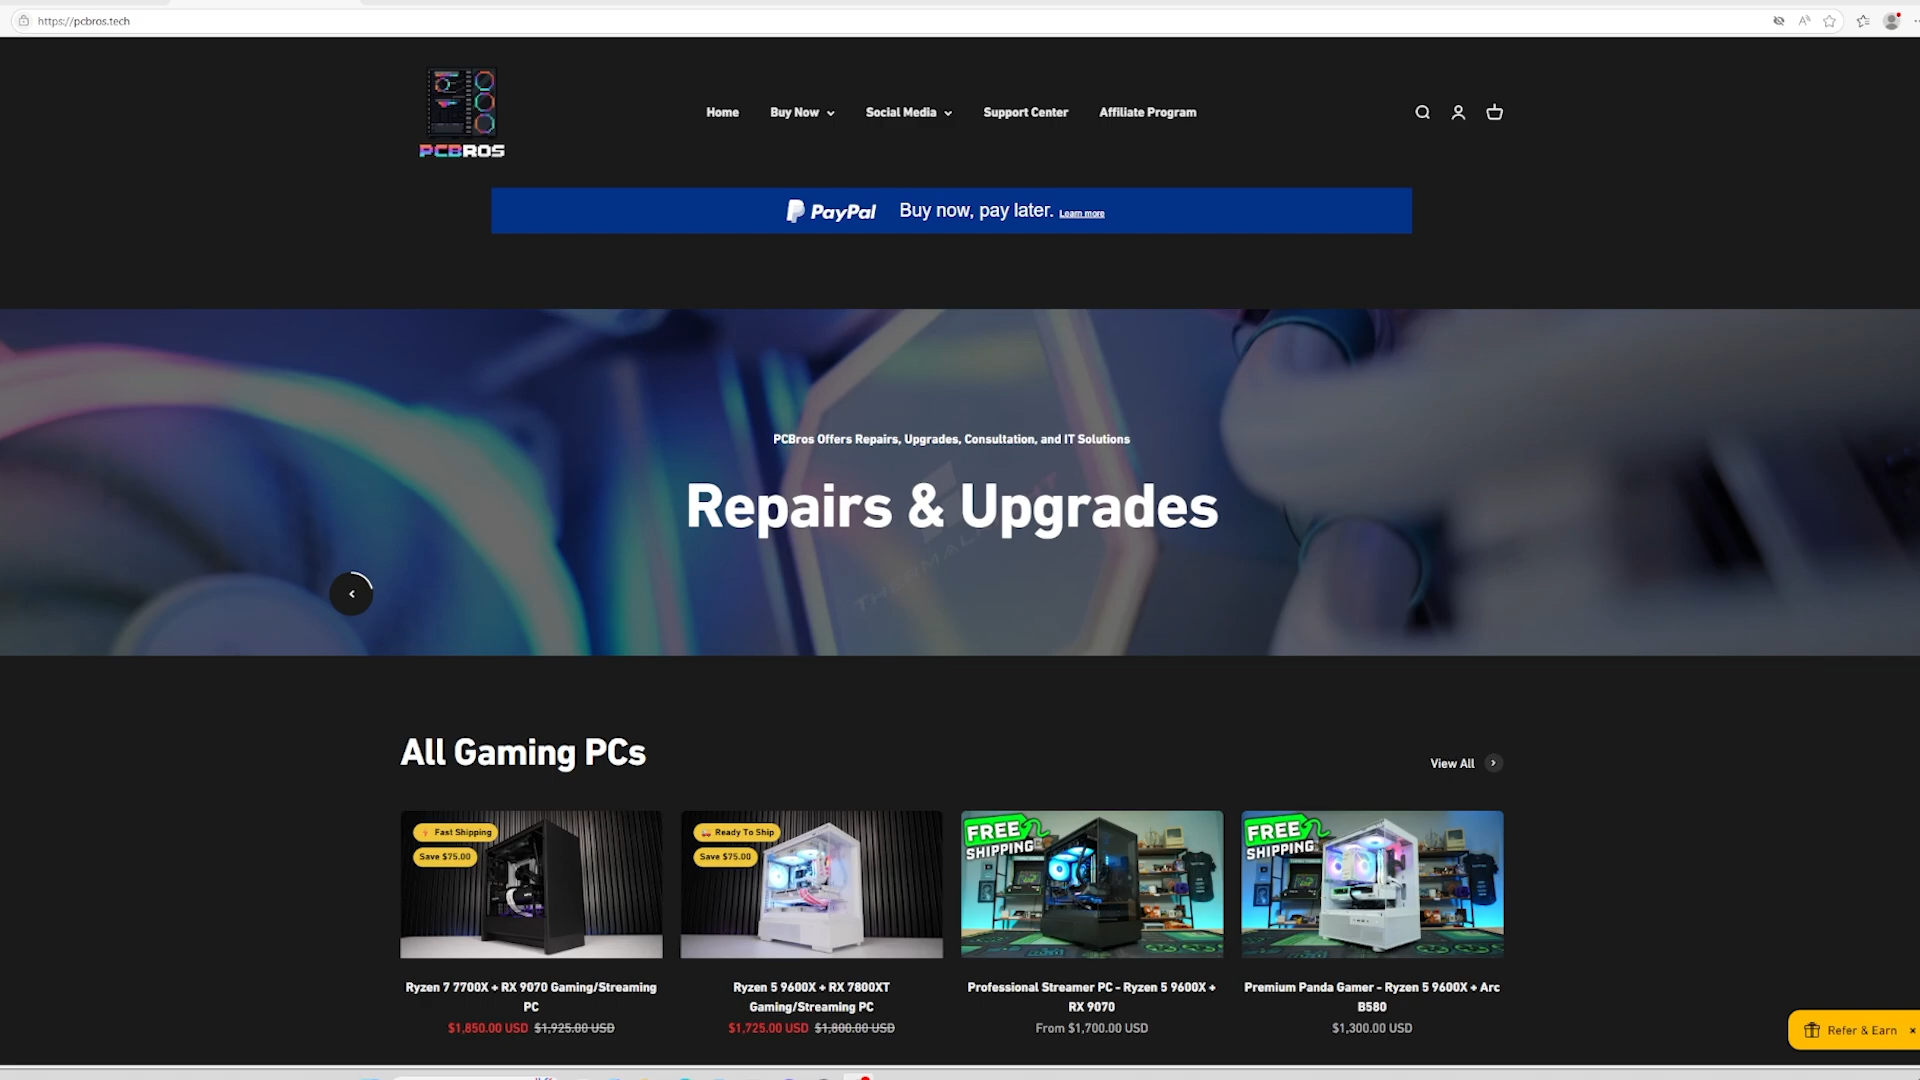 https://pcbros.tech
PCBROS
Home
Buy Now
Social Media
Support Center
Affiliate Program
PayPal Buy now, pay later. Learn more
PCBros Offers Repairs, Upgrades, Consultation, and IT Solutions
Repairs & Upgrades
All Gaming PCs
View All
Fast Shipping
Save $75.00
Ryzen 7 7700X + RX 9070 Gaming/Streaming
PC
$1,850.00 USD $1,925.00 USD
Ready To Ship
Save $75.00
Ryzen 5 9600X + RX 7800XT
Gaming/Streaming PC
$1,725.00 USD $1,800.00 USD
FREE
SHIPPING
Professional Streamer PC - Ryzen 5 9600X +
RX 9070
From $1,700.00 USD
FREE
SHIPPING
Premium Panda Gamer - Ryzen 5 9600X + Arc
B580
$1,300.00 USD
Refer & Earn